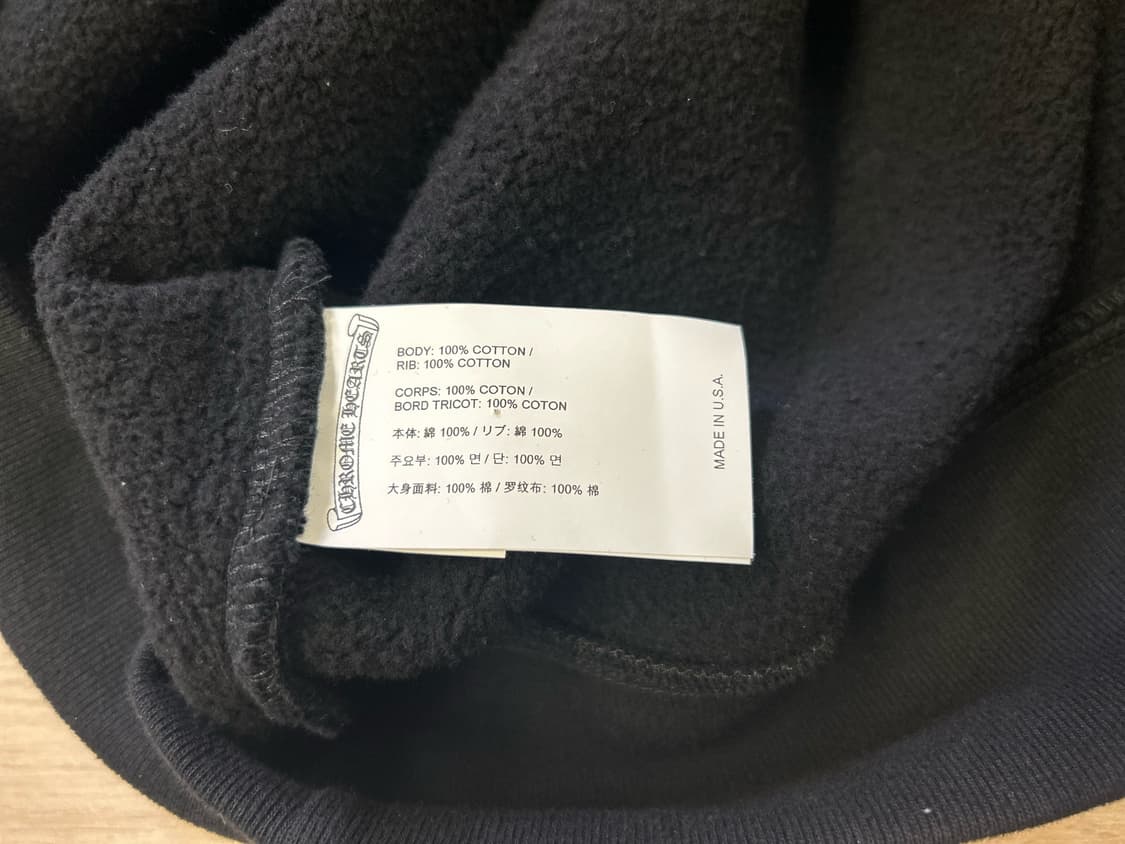 CHROME HEARTS
BODY: 100% COTTON /
RIB: 100% COTTON
CORPS: 100% COTON /
BORD TRICOT: 100% COTON
本体: 綿 100% / リブ: 綿 100%
주요부: 100% 면 / 단: 100% 면
大身面料: 100% 棉 / 罗纹布: 100% 棉
MADE IN U.S.A.